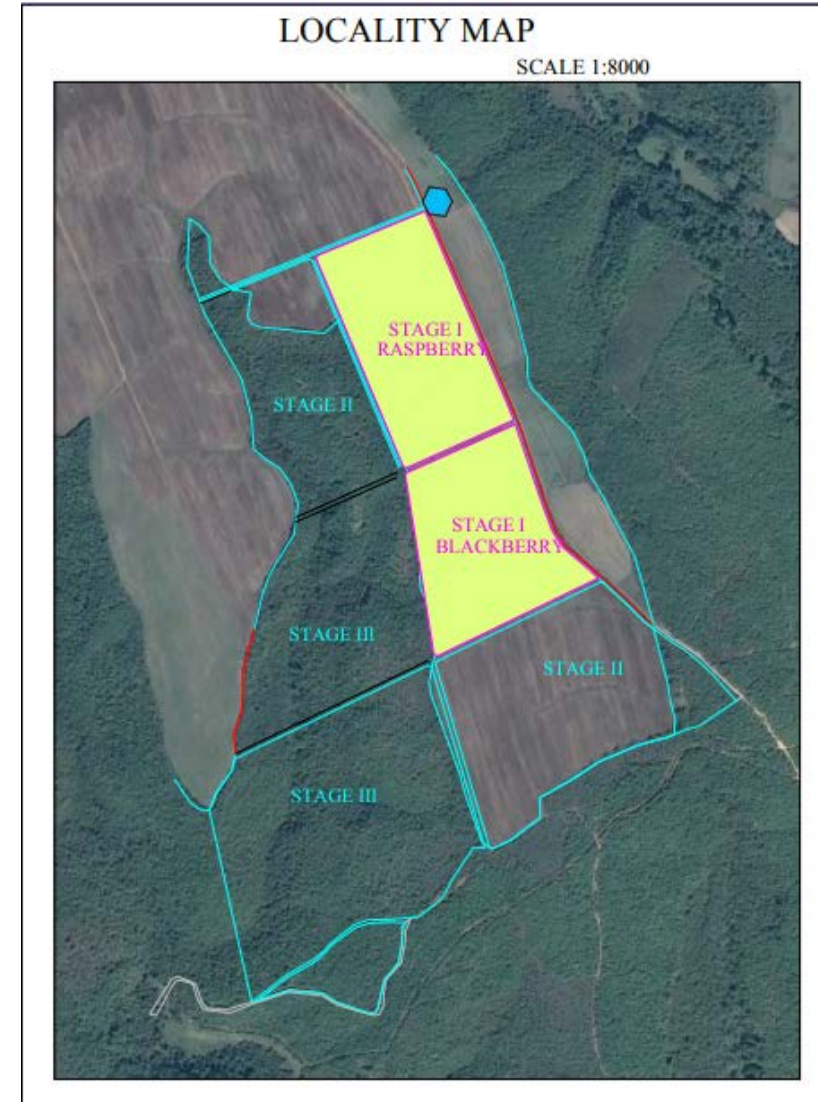 LOCALITY MAP
SCALE 1:8000
STAGE I
RASPBERRY
STAGE II
STAGE I
BLACKBERRY
STAGE III
STAGE II
STAGE III